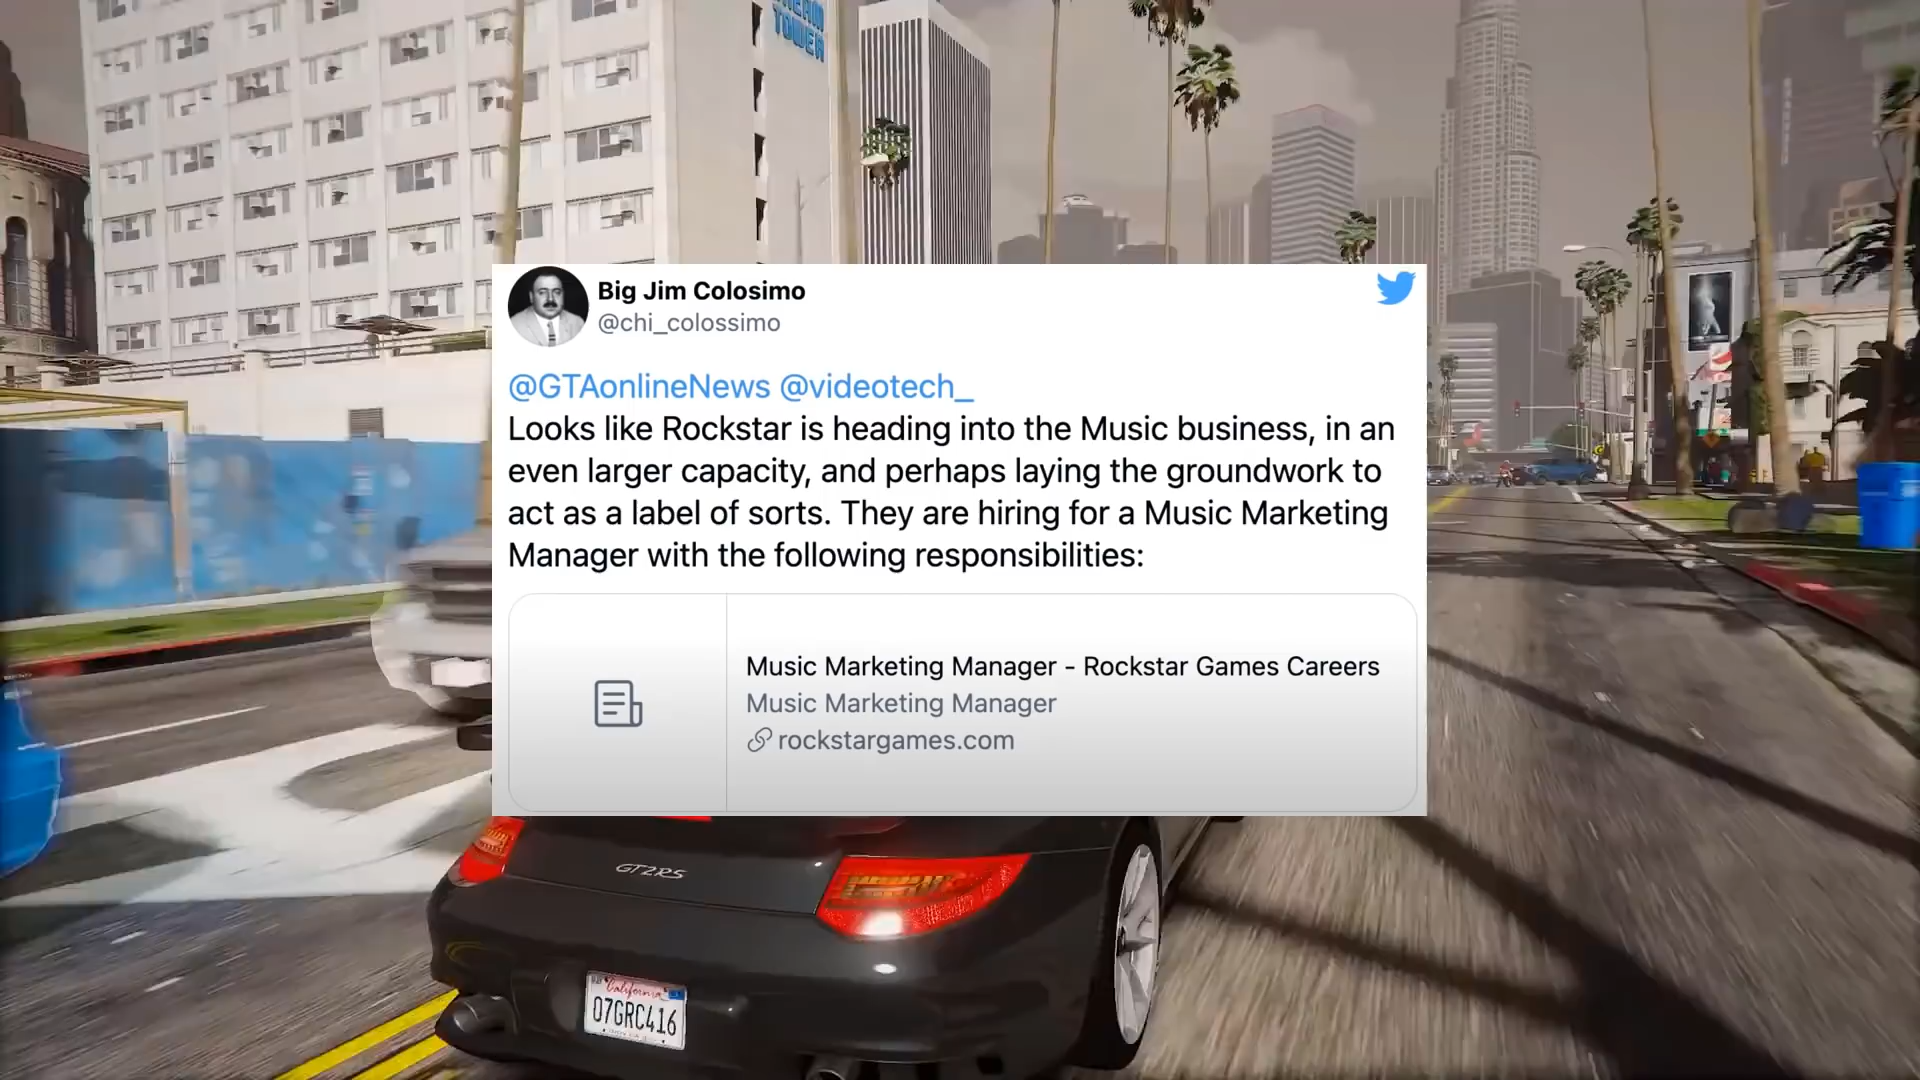 DREAM
TOWER
Big Jim Colosimo
@chi_colossimo
@GTAonlineNews @videotech_
Looks like Rockstar is heading into the Music business, in an
even larger capacity, and perhaps laying the groundwork to
act as a label of sorts. They are hiring for a Music Marketing
Manager with the following responsibilities:
Music Marketing Manager - Rockstar Games Careers
Music Marketing Manager
rockstargames.com
GT2RS
California
07GRC416